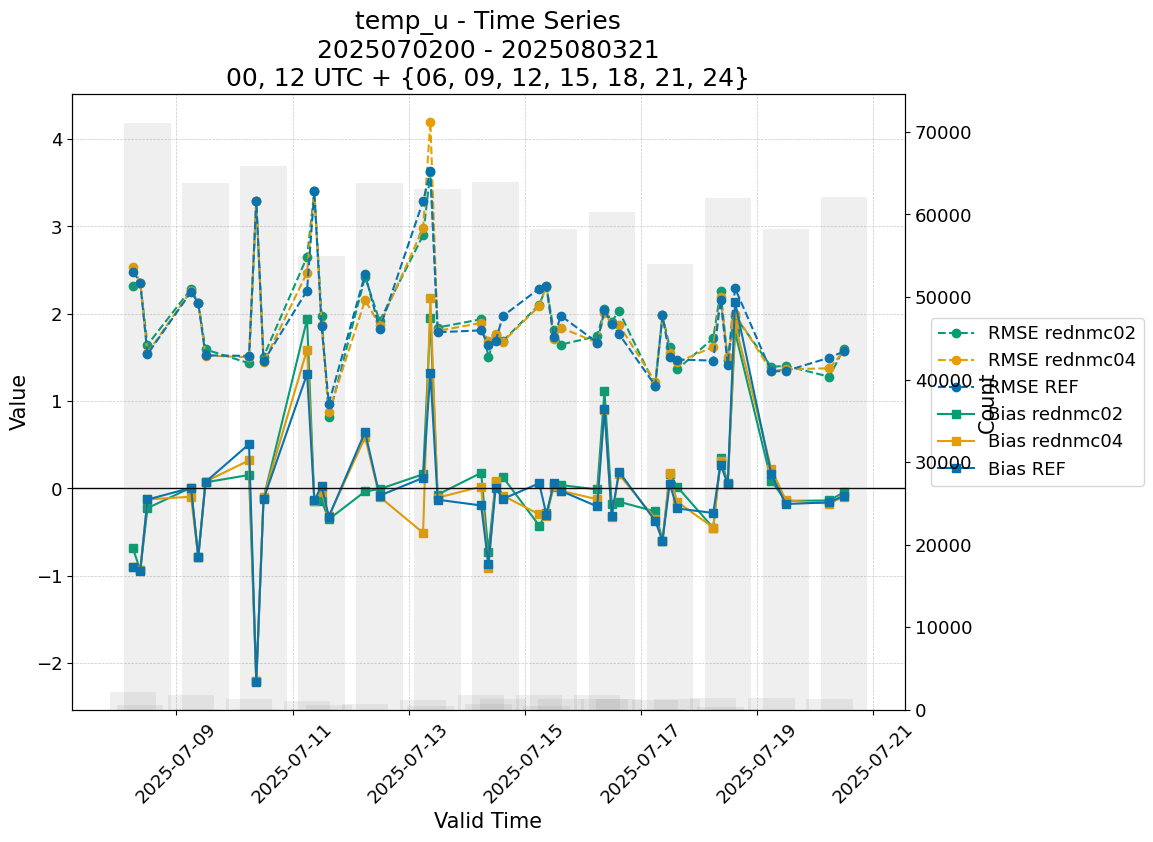 temp_u - Time Series
2025070200 - 2025080321
00, 12 UTC + {06, 09, 12, 15, 18, 21, 24}
Value
4
3
2
1
0
−1
−2
70000
60000
50000
40000
30000
20000
10000
0
Count
RMSE rednmc02
RMSE rednmc04
RMSE REF
Bias rednmc02
Bias rednmc04
Bias REF
2025-07-09
2025-07-11
2025-07-13
2025-07-15
2025-07-17
2025-07-19
2025-07-21
Valid Time